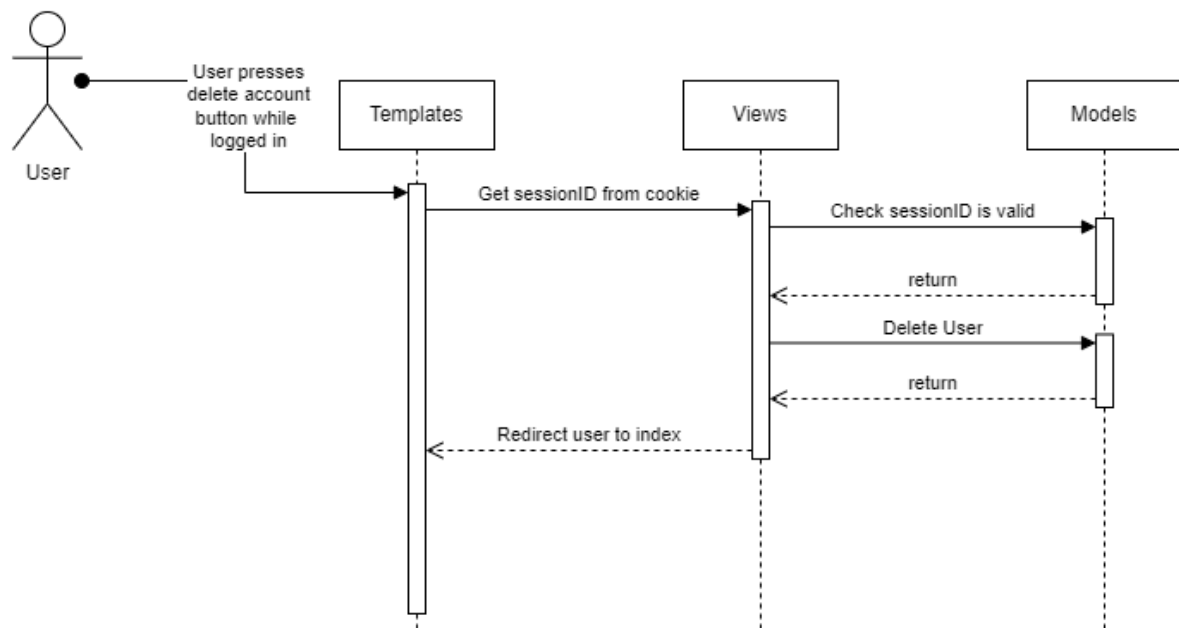 User presses
delete account
button while
logged in
User
Templates
Views
Models
Get sessionID from cookie
Check sessionID is valid
return
Delete User
return
Redirect user to index